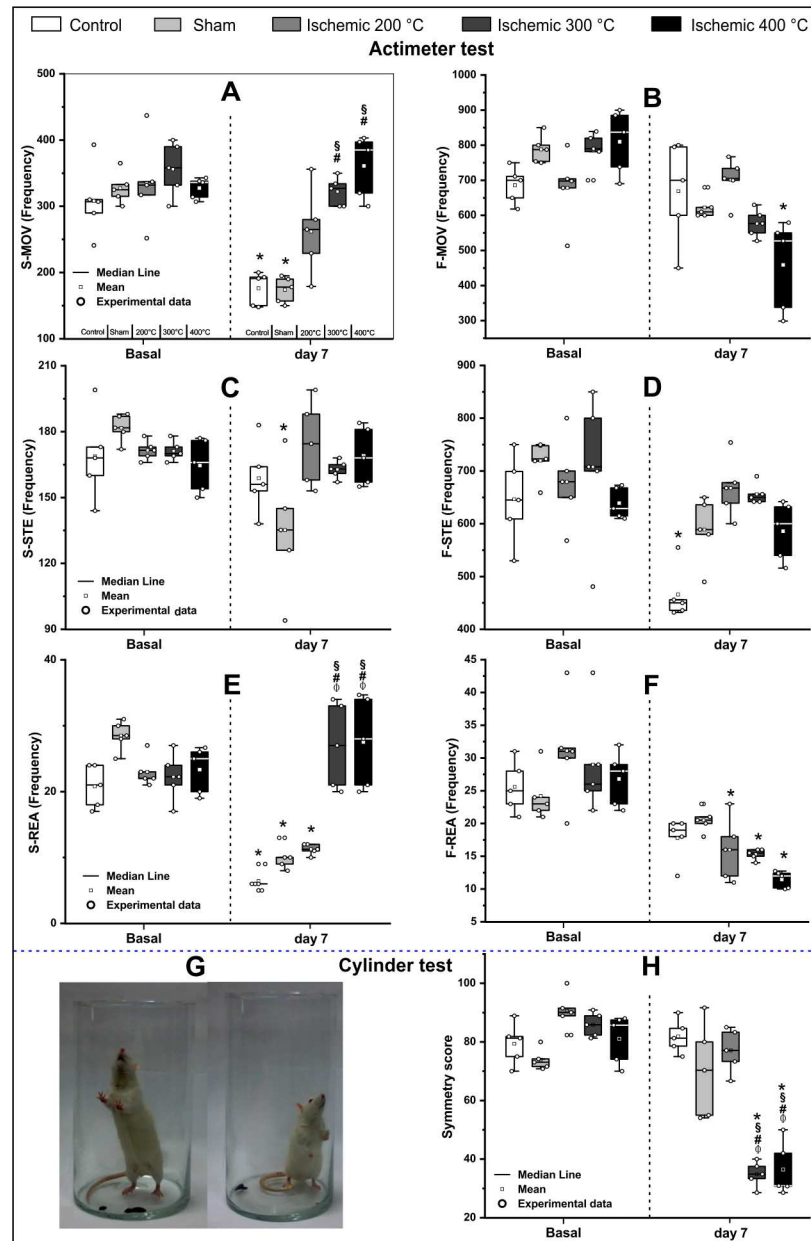 Control Sham Ischemic 200 °C Ischemic 300 °C Ischemic 400 °C
Actimeter test
A
S-MOV (Frequency)
500
400
300
200
100
* * § # § #
Median Line
Mean
Experimental data
Control Sham 200°C 300°C 400°C Control Sham 200°C 300°C 400°C
Basal day 7
B
F-MOV (Frequency)
1000
900
800
700
600
500
400
300
*
Basal day 7
C
S-STE (Frequency)
210
180
150
120
90
*
Median Line
Mean
Experimental data
Basal day 7
D
F-STE (Frequency)
900
800
700
600
500
400
*
Basal day 7
E
S-REA (Frequency)
40
20
0
* * *
§ §
# #
ϕ ϕ
Median Line
Mean
Experimental data
Basal day 7
F
F-REA (Frequency)
45
40
35
30
25
20
15
10
5
* * *
Basal day 7
Cylinder test
G
H
Symmetry score
100
80
60
40
20
* *
§ §
# #
ϕ ϕ
Median Line
Mean
Experimental data
Basal day 7